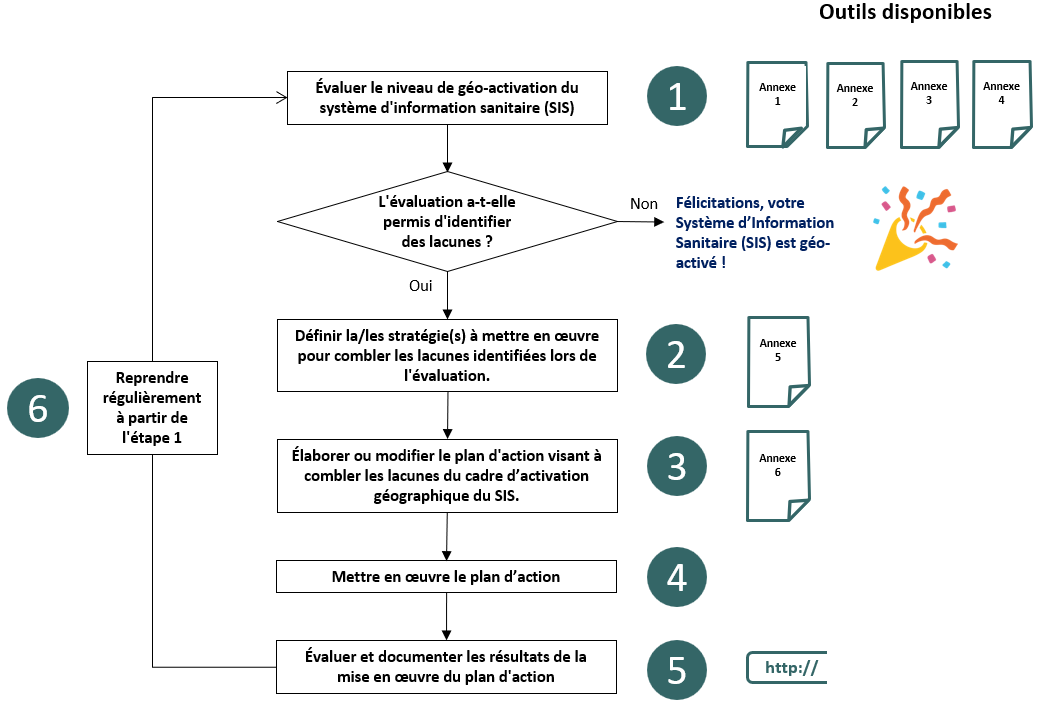 Outils disponibles
Évaluer le niveau de géo-activation du
système d'information sanitaire (SIS)
1
Annexe
1
Annexe
2
Annexe
3
Annexe
4
L'évaluation a-t-elle
permis d'identifier
des lacunes ?
Non
Félicitations, votre
Système d’Information
Sanitaire (SIS) est géo-
activé !
Oui
Définir la/les stratégie(s) à mettre en œuvre
pour combler les lacunes identifiées lors de
l'évaluation.
2
Annexe
5
6
Reprendre
régulièrement
à partir de
l'étape 1
Élaborer ou modifier le plan d'action visant à
combler les lacunes du cadre d’activation
géographique du SIS.
3
Annexe
6
Mettre en œuvre le plan d’action
4
Évaluer et documenter les résultats de la
mise en œuvre du plan d'action
5
http://